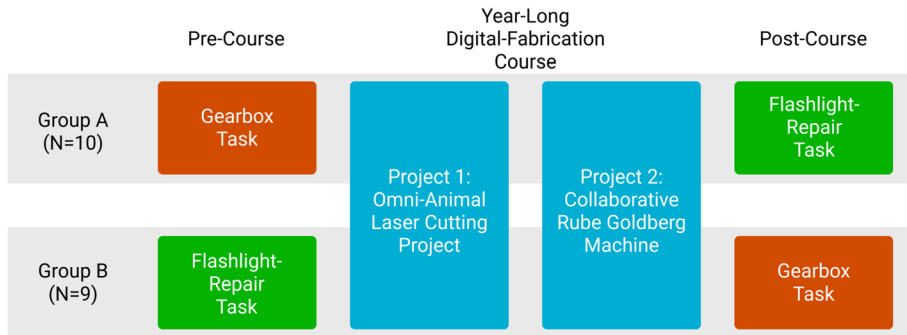 Pre-Course
Year-Long
Digital-Fabrication
Course
Post-Course
Group A
(N=10)
Gearbox
Task
Flashlight-
Repair
Task
Project 1:
Omni-Animal
Laser Cutting
Project
Project 2:
Collaborative
Rube Goldberg
Machine
Group B
(N=9)
Flashlight-
Repair
Task
Gearbox
Task